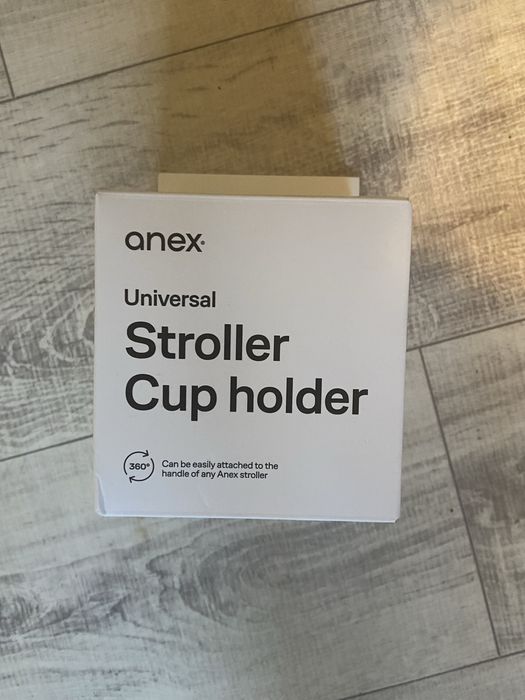 anex
Universal
Stroller
Cup holder
360°
Can be easily attached to the
handle of any Anex stroller